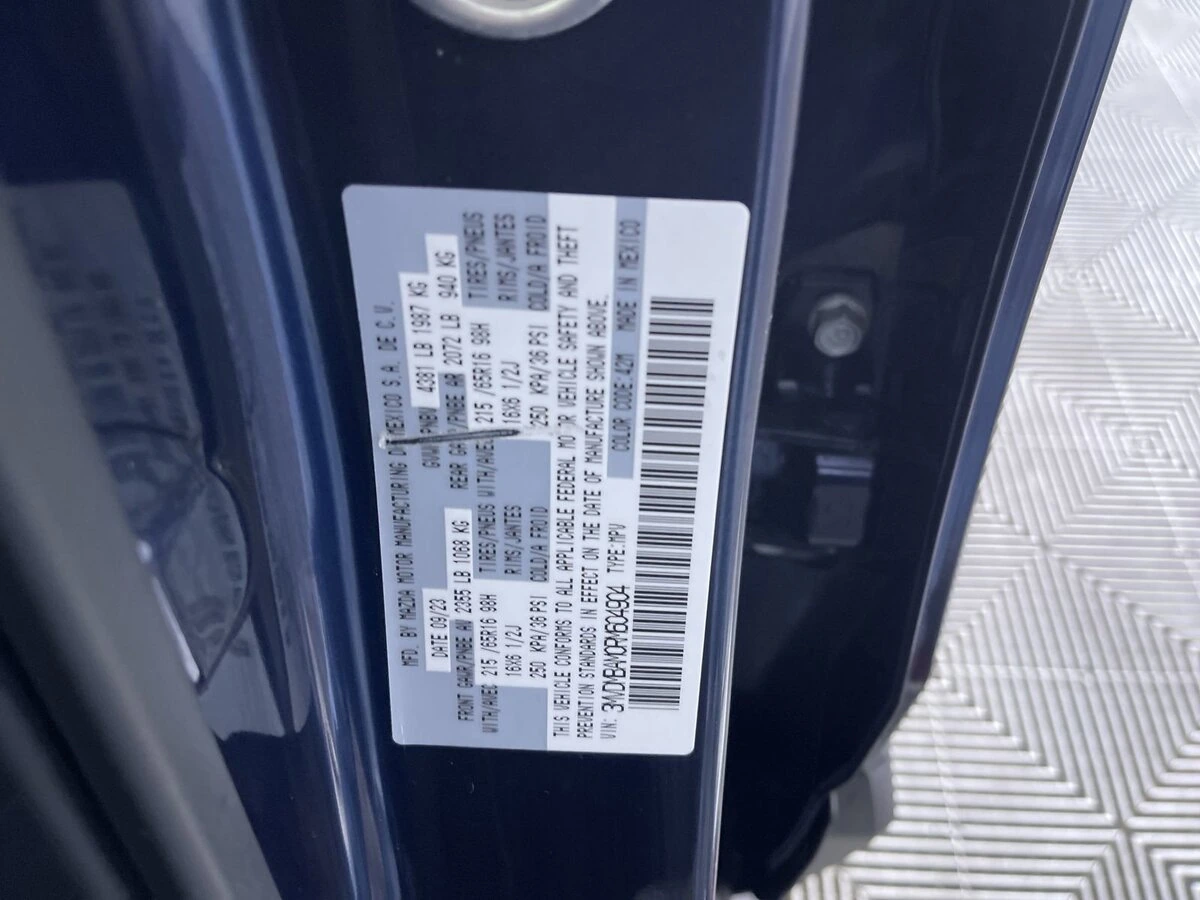 MFD. BY MAZDA MOTOR MANUFACTURING DE MEXICO S.A. DE C.V.
DATE 09/23 GVWR/PNBV 4381 LB 1987 KG
FRONT GAWR/PNBE AV 2355 LB 1068 KG REAR GAWR/PNBE AR 2072 LB 940 KG
WITH/AVEC 215 /65R16 98H TIRES/PNEUS WITH/AVEC 215 /65R16 98H TIRES/PNEUS
16X6 1/2J RIMS/JANTES 16X6 1/2J RIMS/JANTES
250 KPA/36PSI COLD/A FROID 250 KPA/36PSI COLD/A FROID
THIS VEHICLE CONFORMS TO ALL APPLICABLE FEDERAL MOTOR VEHICLE SAFETY AND THEFT
PREVENTION STANDARDS IN EFFECT ON THE DATE OF MANUFACTURE SHOWN ABOVE.
VIN: 3MVDMBAM0RM604904 TYPE:MPV COLOR CODE:42M MADE IN MEXICO